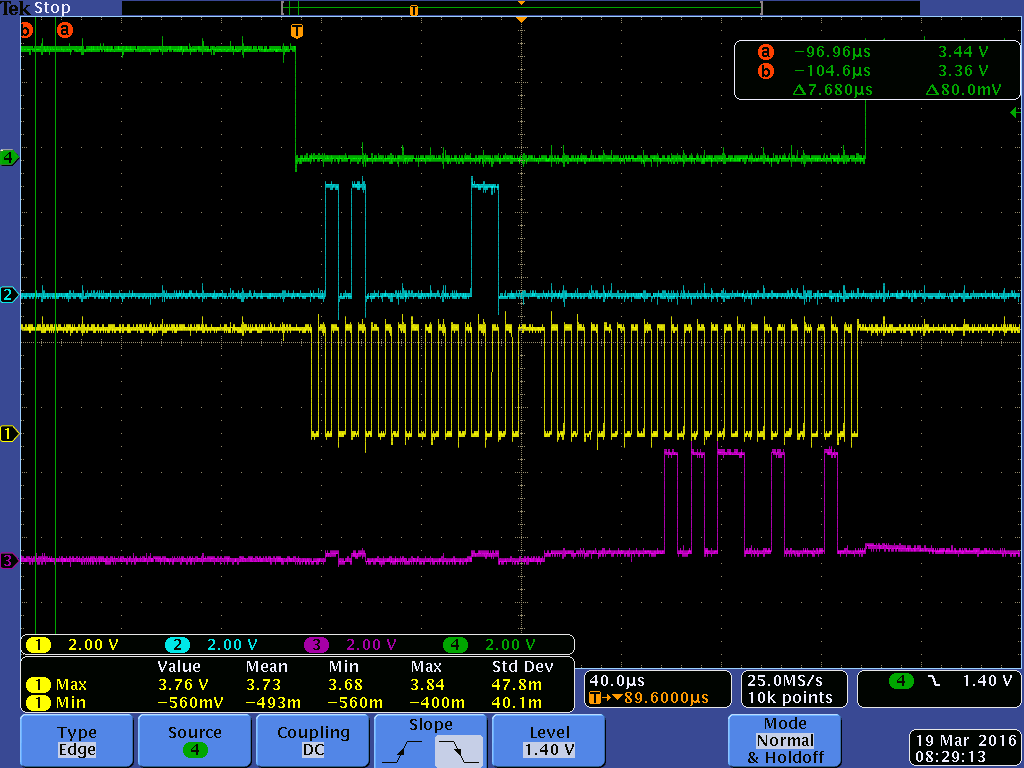 Tek Stop
T
b a T
a −96.96µs 3.44 V
b −104.6µs 3.36 V
Δ7.680µs Δ80.0mV
4
2
1
3
1 2.00 V 2 2.00 V 3 2.00 V 4 2.00 V
Value Mean Min Max Std Dev
1 Max 3.76 V 3.73 3.68 3.84 47.8m
1 Min −560mV −493m −560m −400m 40.1m
40.0µs
T→▼89.6000µs
25.0MS/s
10k points
4 1.40 V
Type
Edge
Source
4
Coupling
DC
Slope
Level
1.40 V
Mode
Normal
& Holdoff
19 Mar 2016
08:29:13